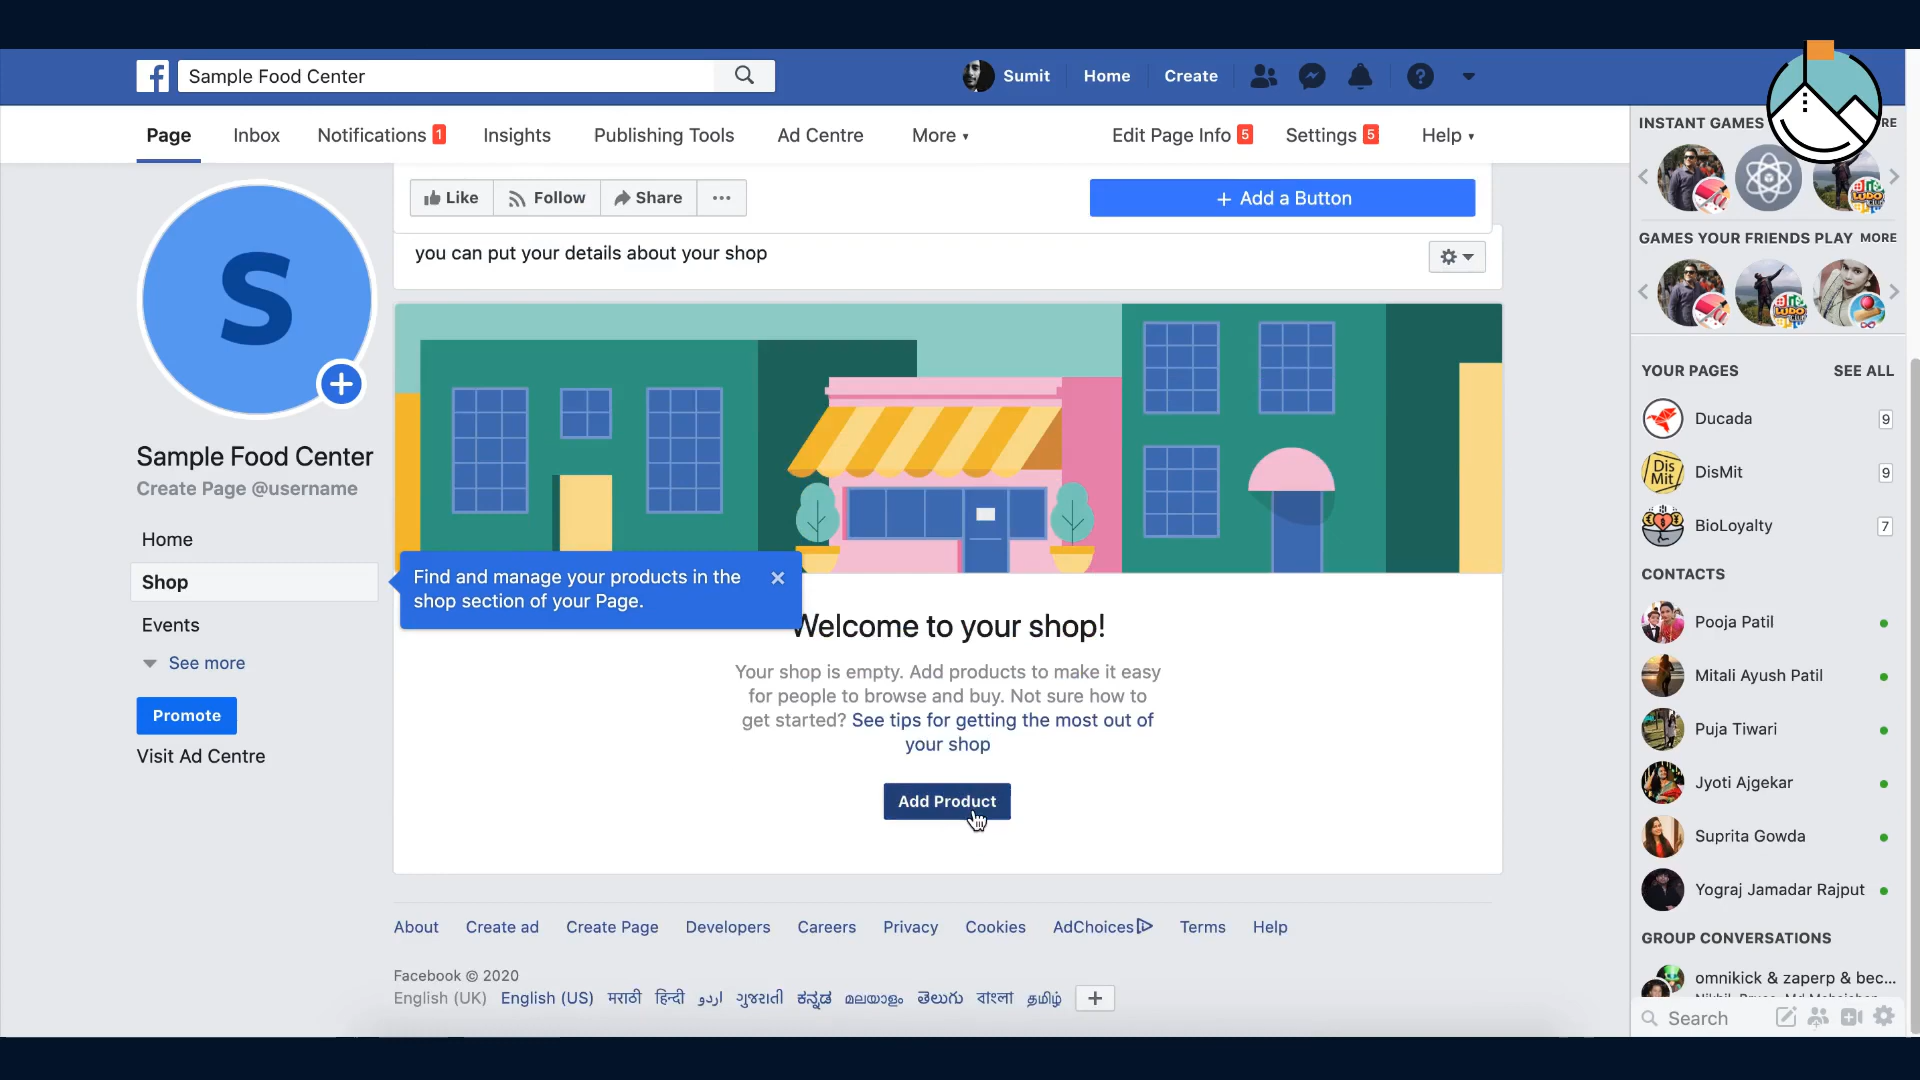 Sample Food Center
Sumit
Home
Create
Page
Inbox
Notifications 1
Insights
Publishing Tools
Ad Centre
More
Edit Page Info 5
Settings 5
Help
Like
Follow
Share
+ Add a Button
you can put your details about your shop
S
Sample Food Center
Create Page @username
Home
Shop
Events
See more
Promote
Visit Ad Centre
Find and manage your products in the
shop section of your Page.
Welcome to your shop!
Your shop is empty. Add products to make it easy
for people to browse and buy. Not sure how to
get started? See tips for getting the most out of
your shop
Add Product
About
Create ad
Create Page
Developers
Careers
Privacy
Cookies
AdChoices
Terms
Help
Facebook © 2020
English (UK) English (US) मराठी हिन्दी اردو ગુજરાતી ಕನ್ನಡ മലയാളം తెలుగు বাংলা தமிழ்
INSTANT GAMES
LUDO
GAMES YOUR FRIENDS PLAY MORE
LUDO
YOUR PAGES SEE ALL
Ducada 9
Dis
Mit
DisMit 9
BioLoyalty 7
CONTACTS
Pooja Patil
Mitali Ayush Patil
Puja Tiwari
Jyoti Ajgekar
Suprita Gowda
Yograj Jamadar Rajput
GROUP CONVERSATIONS
omnikick & zaperp & bec...
Search